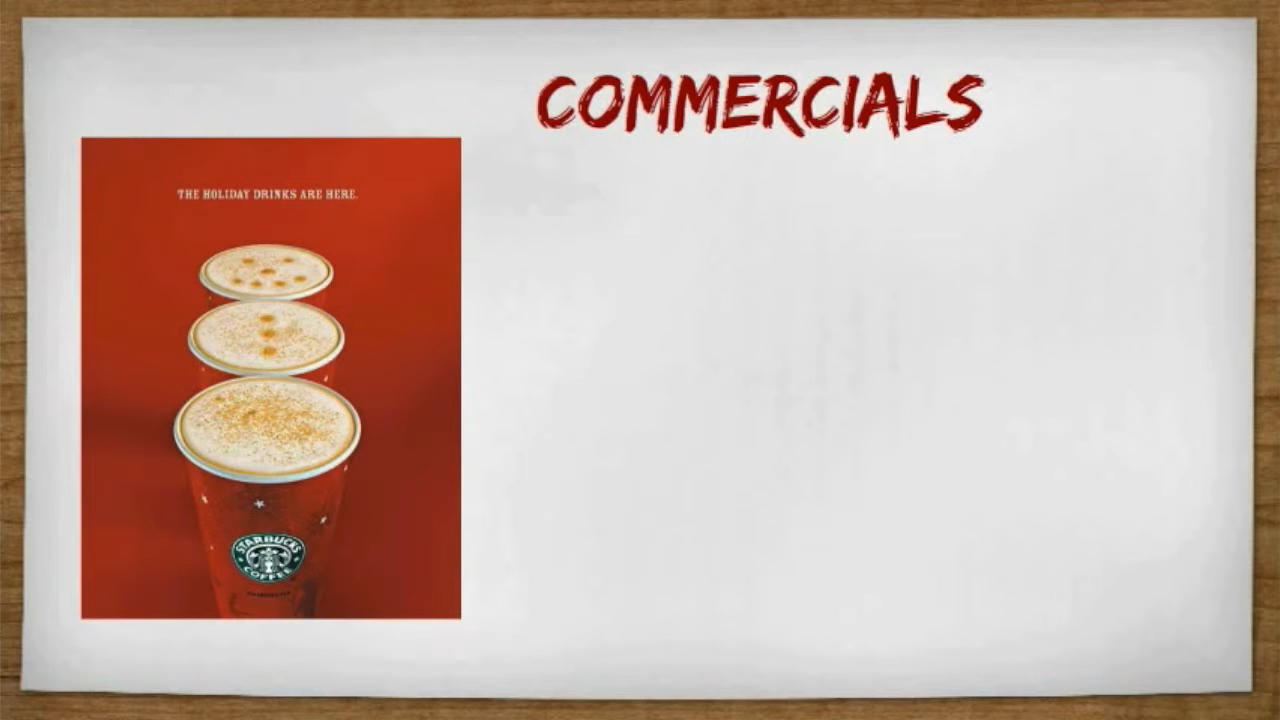 COMMERCIALS
THE HOLIDAY DRINKS ARE HERE.
STARBUCKS
COFFEE